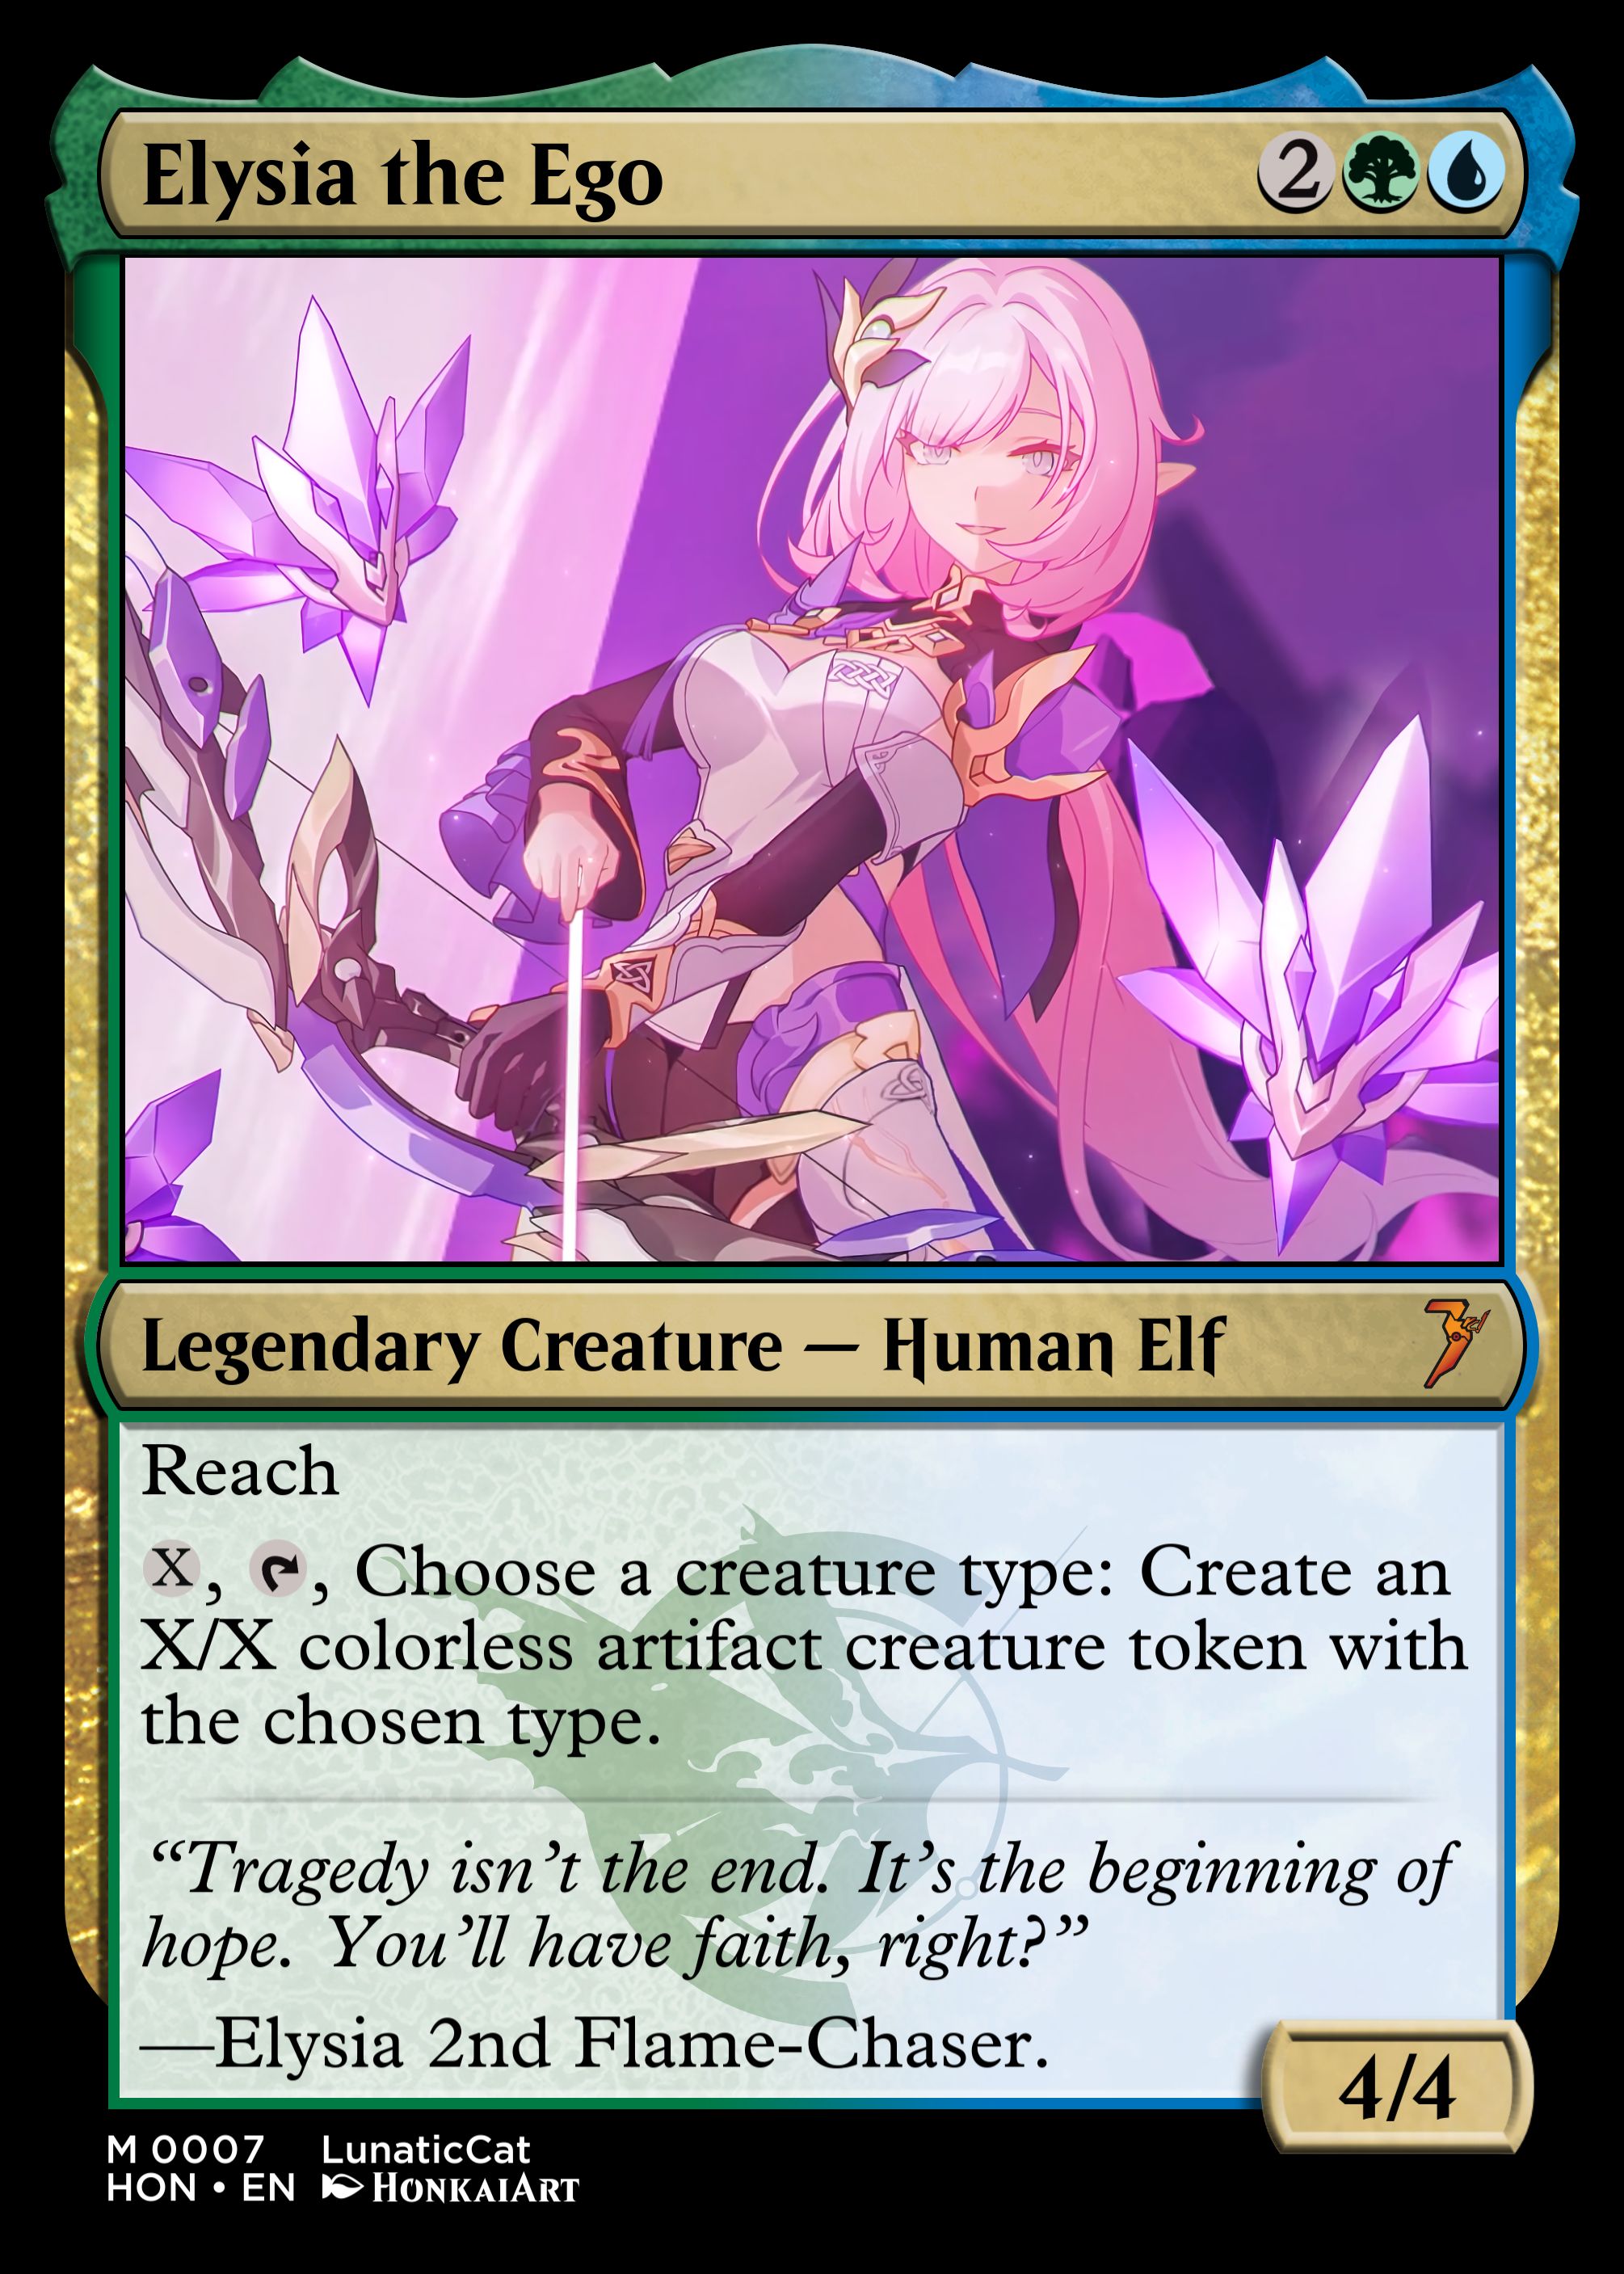 Elysia the Ego 2
Legendary Creature — Human Elf
Reach
X, , Choose a creature type: Create an
X/X colorless artifact creature token with
the chosen type.
“Tragedy isn’t the end. It’s the beginning of
hope. You’ll have faith, right?”
—Elysia 2nd Flame-Chaser.
4/4
M 0007 LunaticCat
HON • EN HONKAIART